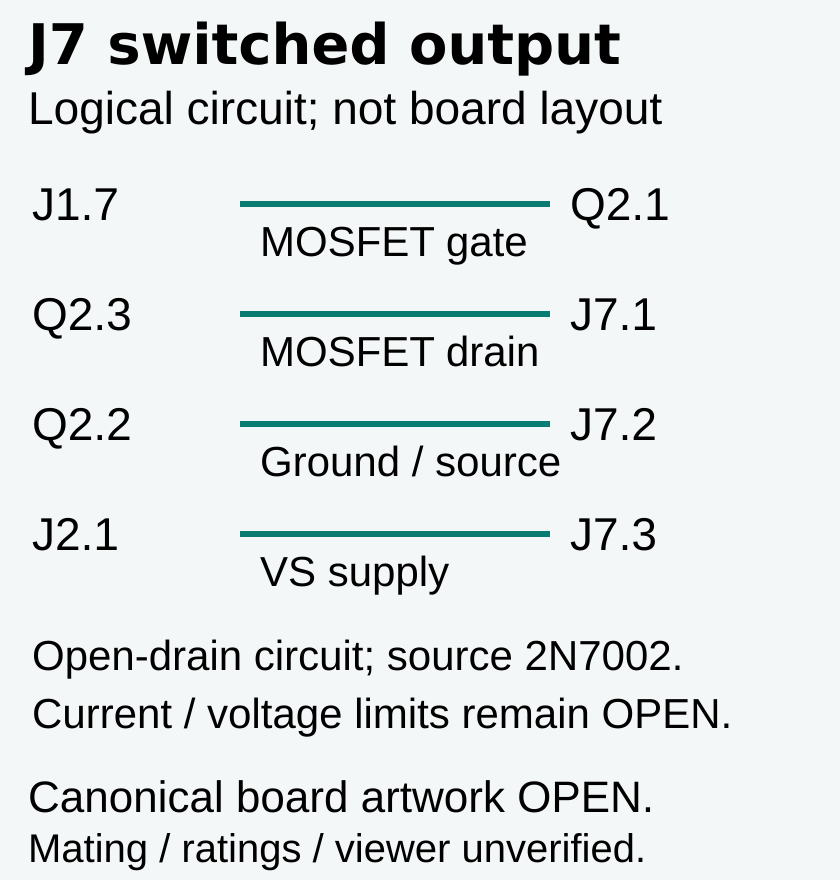 J7 switched output
Logical circuit; not board layout
J1.7 Q2.1
MOSFET gate
Q2.3 J7.1
MOSFET drain
Q2.2 J7.2
Ground / source
J2.1 J7.3
VS supply
Open-drain circuit; source 2N7002.
Current / voltage limits remain OPEN.
Canonical board artwork OPEN.
Mating / ratings / viewer unverified.